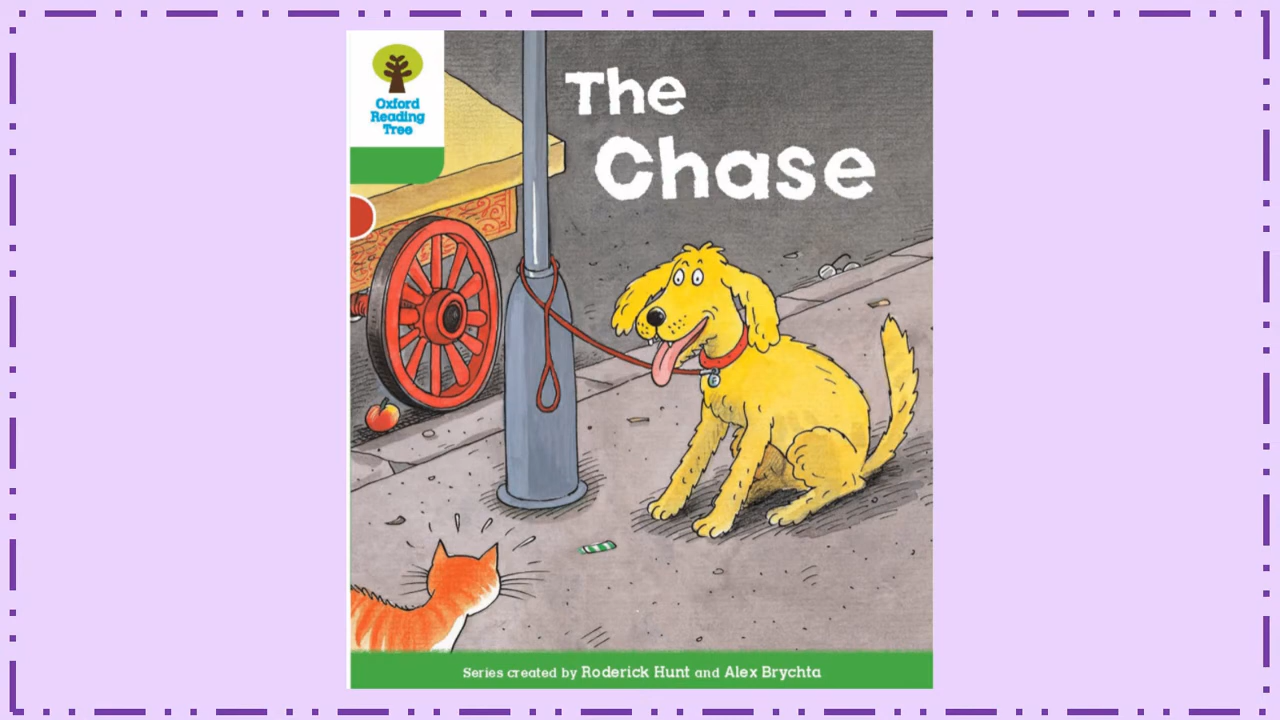 Oxford
Reading
Tree
The
Chase
Series created by Roderick Hunt and Alex Brychta